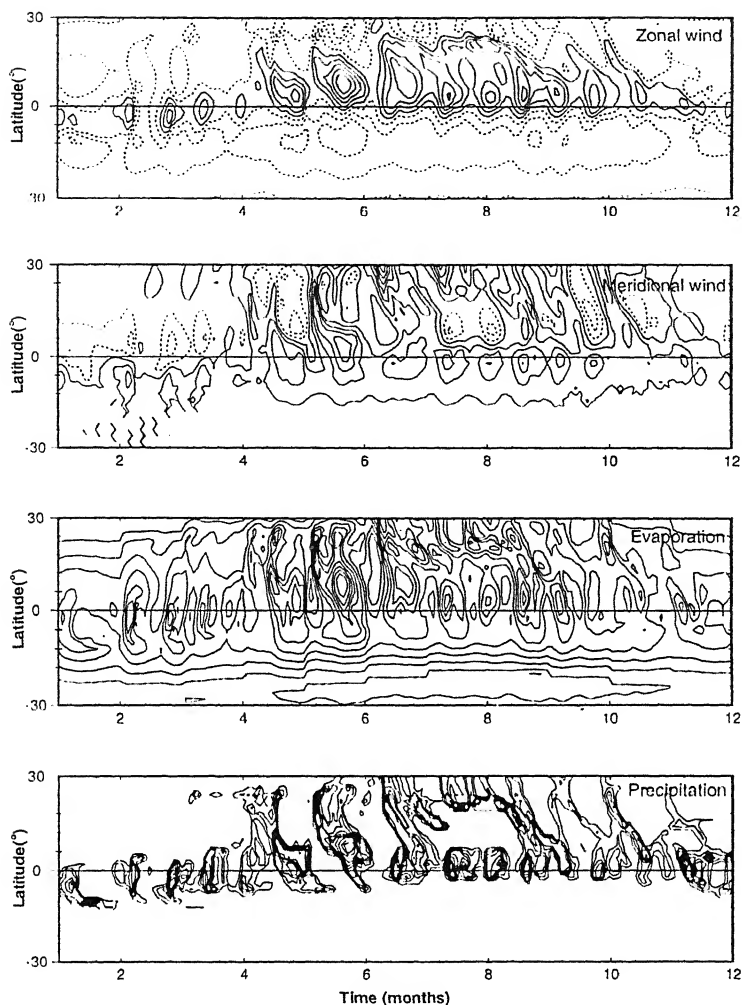 30
Zonal wind
Latitude(°)
0
30
2 4 6 8 10 12
30
Meridional wind
Latitude(°)
0
-30
2 4 6 8 10 12
30
Evaporation
Latitude(°)
0
-30
2 4 6 8 10 12
30
Precipitation
Latitude(°)
0
-30
2 4 6 8 10 12
Time (months)